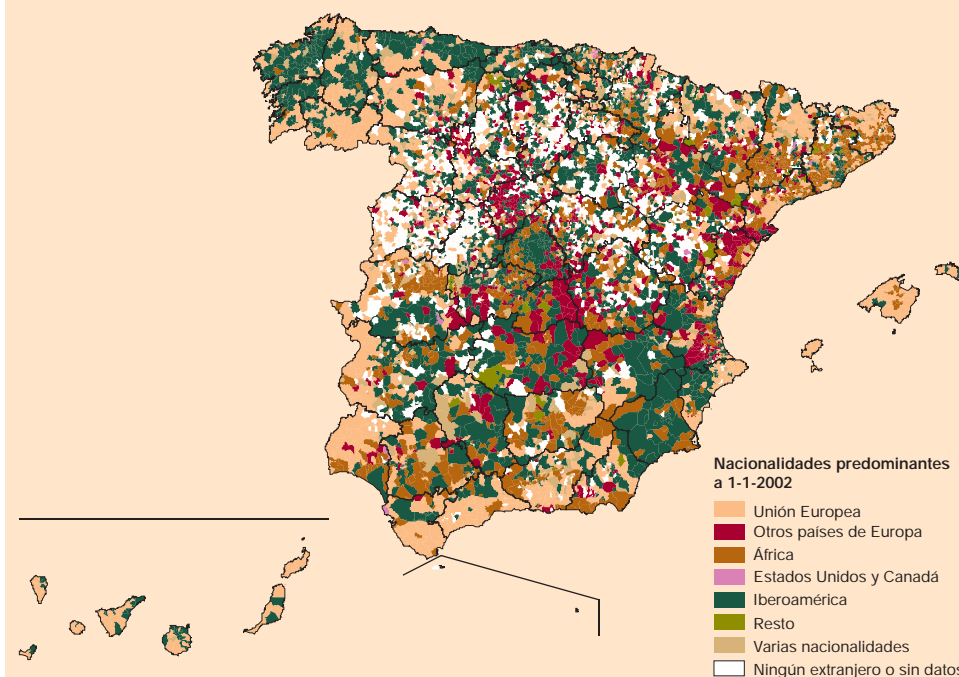 Nacionalidades predominantes
a 1-1-2002
Unión Europea
Otros países de Europa
África
Estados Unidos y Canadá
Iberoamérica
Resto
Varias nacionalidades
Ningún extranjero o sin datos